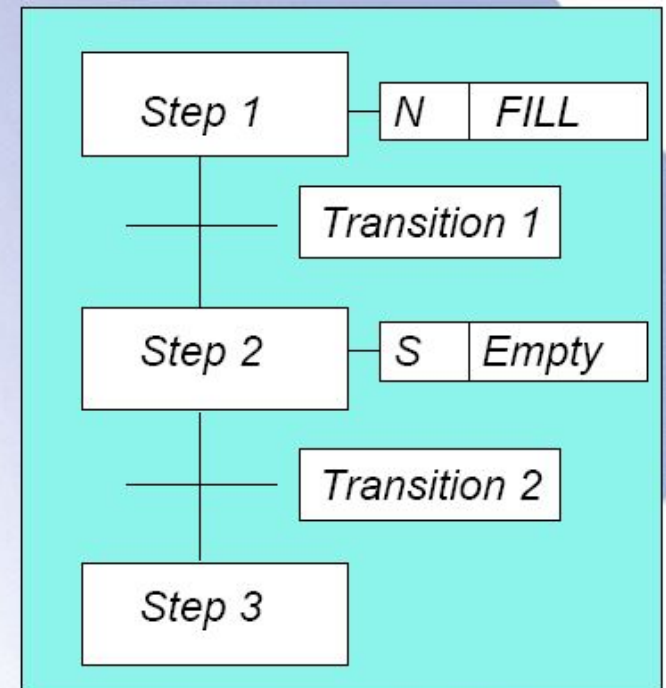 Step 1
N FILL
Transition 1
Step 2
S Empty
Transition 2
Step 3